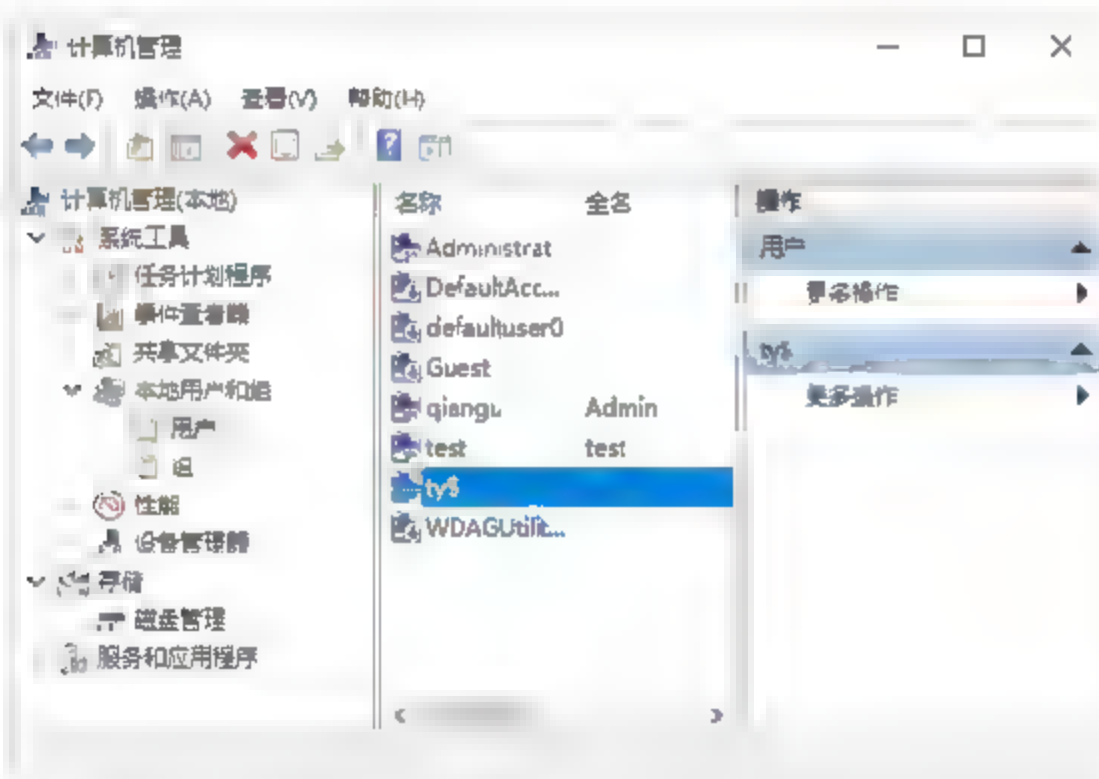 计算机管理
文件(F) 操作(A) 查看(V) 帮助(H)
计算机管理(本地)
系统工具
任务计划程序
事件查看器
共享文件夹
本地用户和组
用户
组
性能
设备管理器
存储
磁盘管理
服务和应用程序
名称 全名
Administrat
DefaultAcc...
defaultuser0
Guest
qiangu Admin
test test
ty$
WDAGUtilit...
操作
用户
更多操作
ty$
更多操作